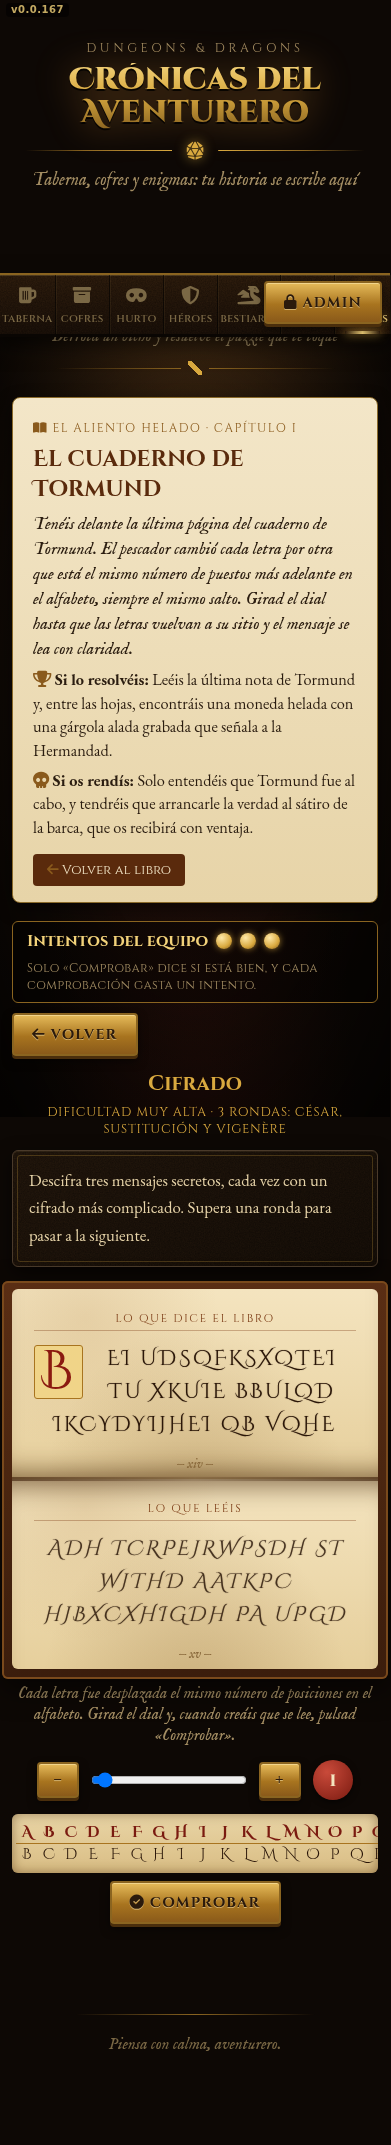 v0.0.167
DUNGEONS & DRAGONS
CRÓNICAS DEL
AVENTURERO
Taberna, cofres y enigmas: tu historia se escribe aquí
TABERNA COFRES HURTO HÉROES BESTIAR ADMIN
Derrota un bicho y resuelve el puzzle que te toque
EL ALIENTO HELADO · CAPÍTULO I
El cuaderno de
Tormund
Tenéis delante la última página del cuaderno de
Tormund. El pescador cambió cada letra por otra
que está el mismo número de puestos más adelante en
el alfabeto, siempre el mismo salto. Girad el dial
hasta que las letras vuelvan a su sitio y el mensaje se
lea con claridad.
Si lo resolvéis: Leéis la última nota de Tormund
y, entre las hojas, encontráis una moneda helada con
una gárgola alada grabada que señala a la
Hermandad.
Si os rendís: Solo entendéis que Tormund fue al
cabo, y tendréis que arrancarle la verdad al sátiro de
la barca, que os recibirá con ventaja.
← Volver al libro
Intentos del equipo
Solo «Comprobar» dice si está bien, y cada
comprobación gasta un intento.
← VOLVER
Cifrado
DIFICULTAD MUY ALTA · 3 RONDAS: CÉSAR,
SUSTITUCIÓN Y VIGENÈRE
Descifra tres mensajes secretos, cada vez con un
cifrado más complicado. Supera una ronda para
pasar a la siguiente.
LO QUE DICE EL LIBRO
BEI UDSQFKSXQTEI
TU XKUIE BBULQD
IKCYDYIJHEI QB VQHE
– xiv –
LO QUE LEÉIS
ADH TCRPEJRWPSDH ST
WJTHD AATKPC
HJBXCXHIGDH PA UPGD
– xv –
Cada letra fue desplazada el mismo número de posiciones en el
alfabeto. Girad el dial y, cuando creáis que se lee, pulsad
«Comprobar».
− + 1
A B C D E F G H I J K L M N O P
B C D E F G H I J K L M N O P Q
COMPROBAR
Piensa con calma, aventurero.